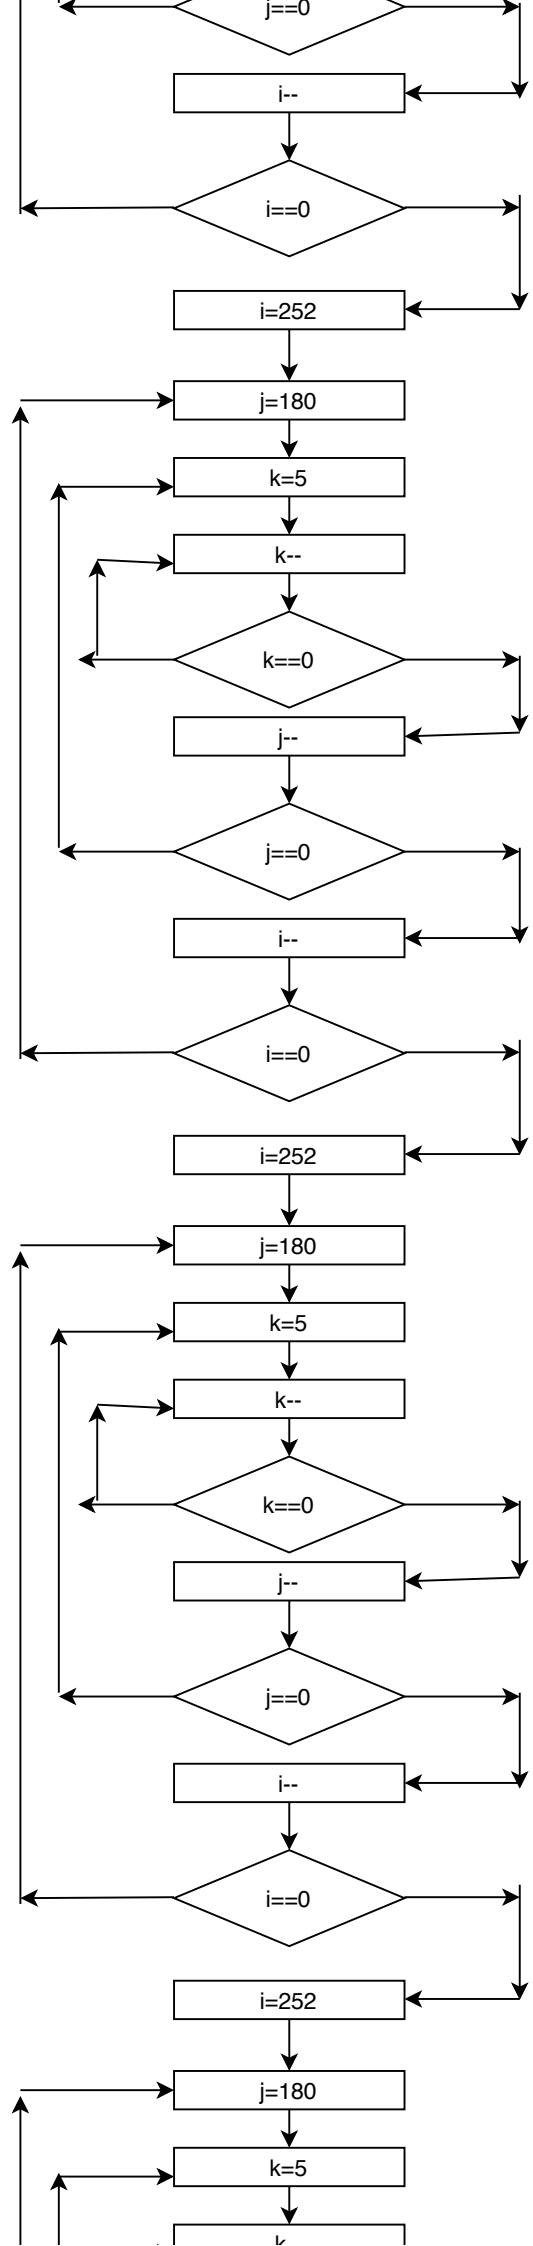 j==0
i--
i==0
i=252
j=180
k=5
k--
k==0
j--
j==0
i--
i==0
i=252
j=180
k=5
k--
k==0
j--
j==0
i--
i==0
i=252
j=180
k=5